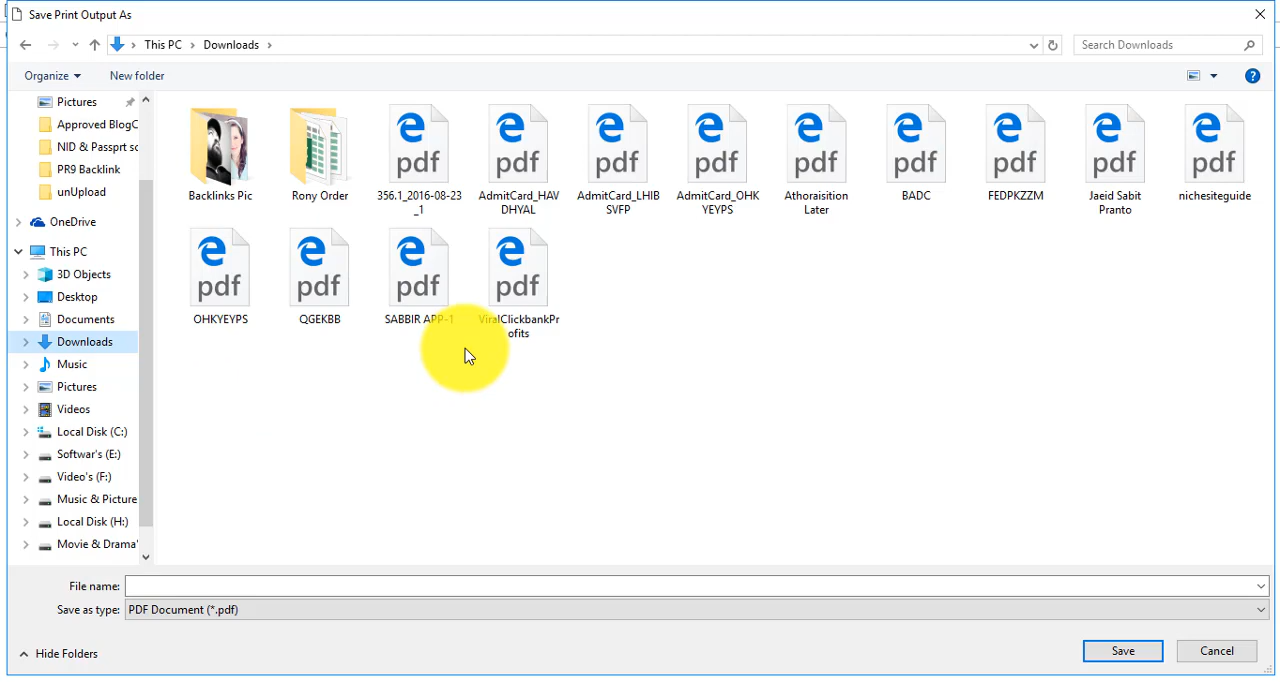 Save Print Output As
This PC > Downloads >
Search Downloads
Organize
New folder
Pictures
Approved BlogC
NID & Passprt sc
PR9 Backlink
unUpload
OneDrive
This PC
3D Objects
Desktop
Documents
Downloads
Music
Pictures
Videos
Local Disk (C:)
Softwar's (E:)
Video's (F:)
Music & Picture
Local Disk (H:)
Movie & Drama'
pdf
Backlinks Pic
Rony Order
pdf
356.1_2016-08-23
_1
pdf
AdmitCard_HAV
DHYAL
pdf
AdmitCard_LHIB
SVFP
pdf
AdmitCard_OHK
YEYPS
pdf
Athoraisition
Later
pdf
BADC
pdf
FEDPKZZM
pdf
Jaeid Sabit
Pranto
pdf
nichesiteguide
pdf
OHKYEYPS
pdf
QGEKBB
pdf
SABBIR APP-1
pdf
ViralClickbankPr
ofits
File name:
Save as type: PDF Document (*.pdf)
Hide Folders
Save
Cancel